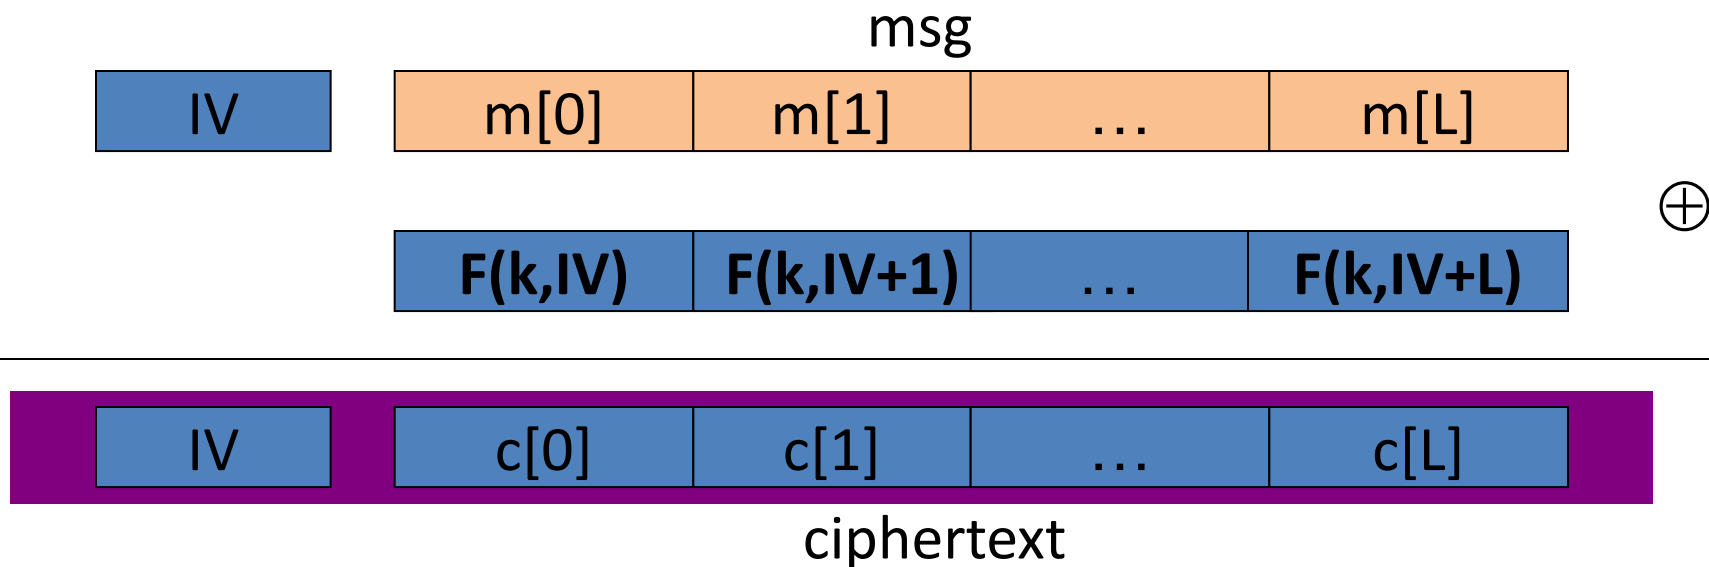 msg
IV m[0] m[1] ... m[L]
⊕
F(k,IV) F(k,IV+1) ... F(k,IV+L)
IV c[0] c[1] ... c[L]
ciphertext